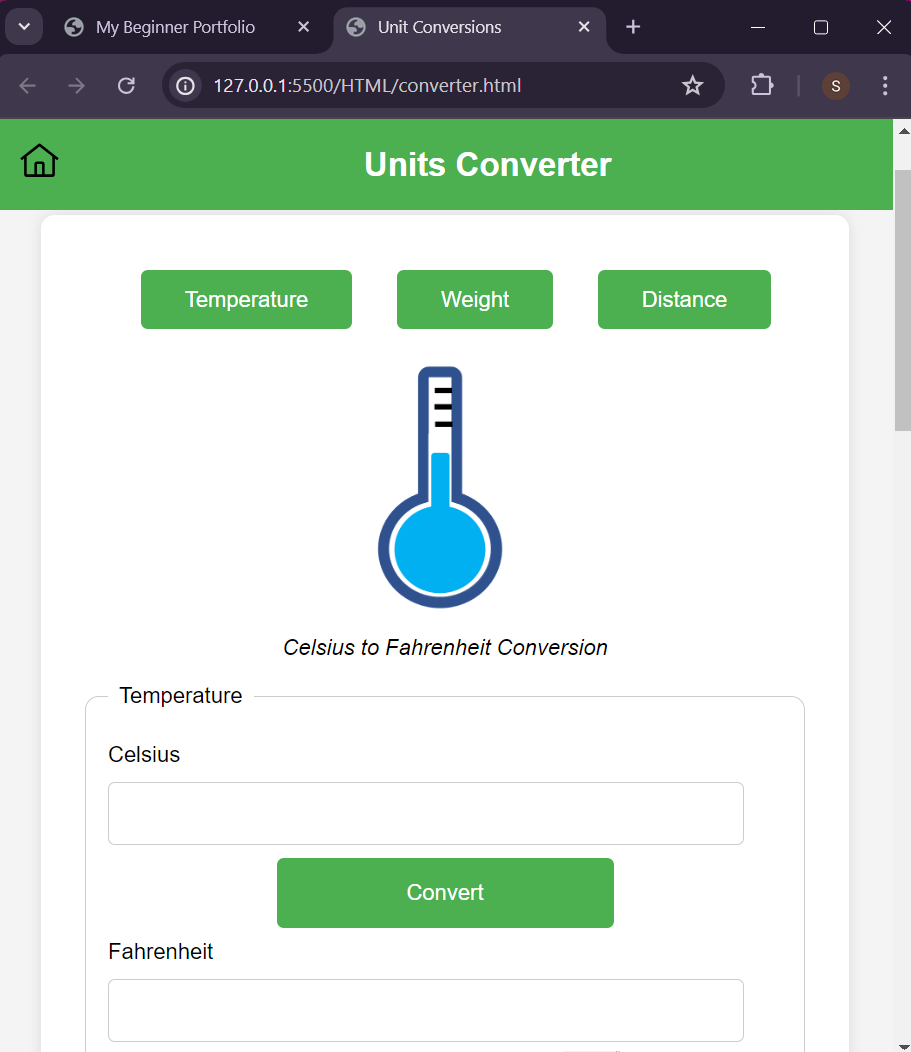 My Beginner Portfolio
Unit Conversions
127.0.0.1:5500/HTML/converter.html
S
Units Converter
Temperature Weight Distance
Celsius to Fahrenheit Conversion
Temperature
Celsius
Convert
Fahrenheit